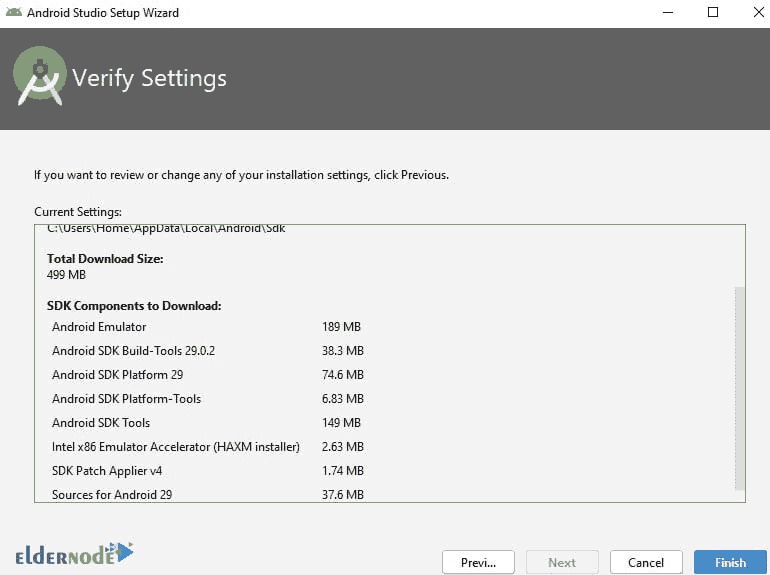 Android Studio Setup Wizard
Verify Settings
If you want to review or change any of your installation settings, click Previous.
Current Settings:
C:\Users\Home\AppData\Local\Android\Sdk
Total Download Size:
499 MB
SDK Components to Download:
Android Emulator 189 MB
Android SDK Build-Tools 29.0.2 38.3 MB
Android SDK Platform 29 74.6 MB
Android SDK Platform-Tools 6.83 MB
Android SDK Tools 149 MB
Intel x86 Emulator Accelerator (HAXM installer) 2.63 MB
SDK Patch Applier v4 1.74 MB
Sources for Android 29 37.6 MB
ELDERNODE
Previ... Next Cancel Finish